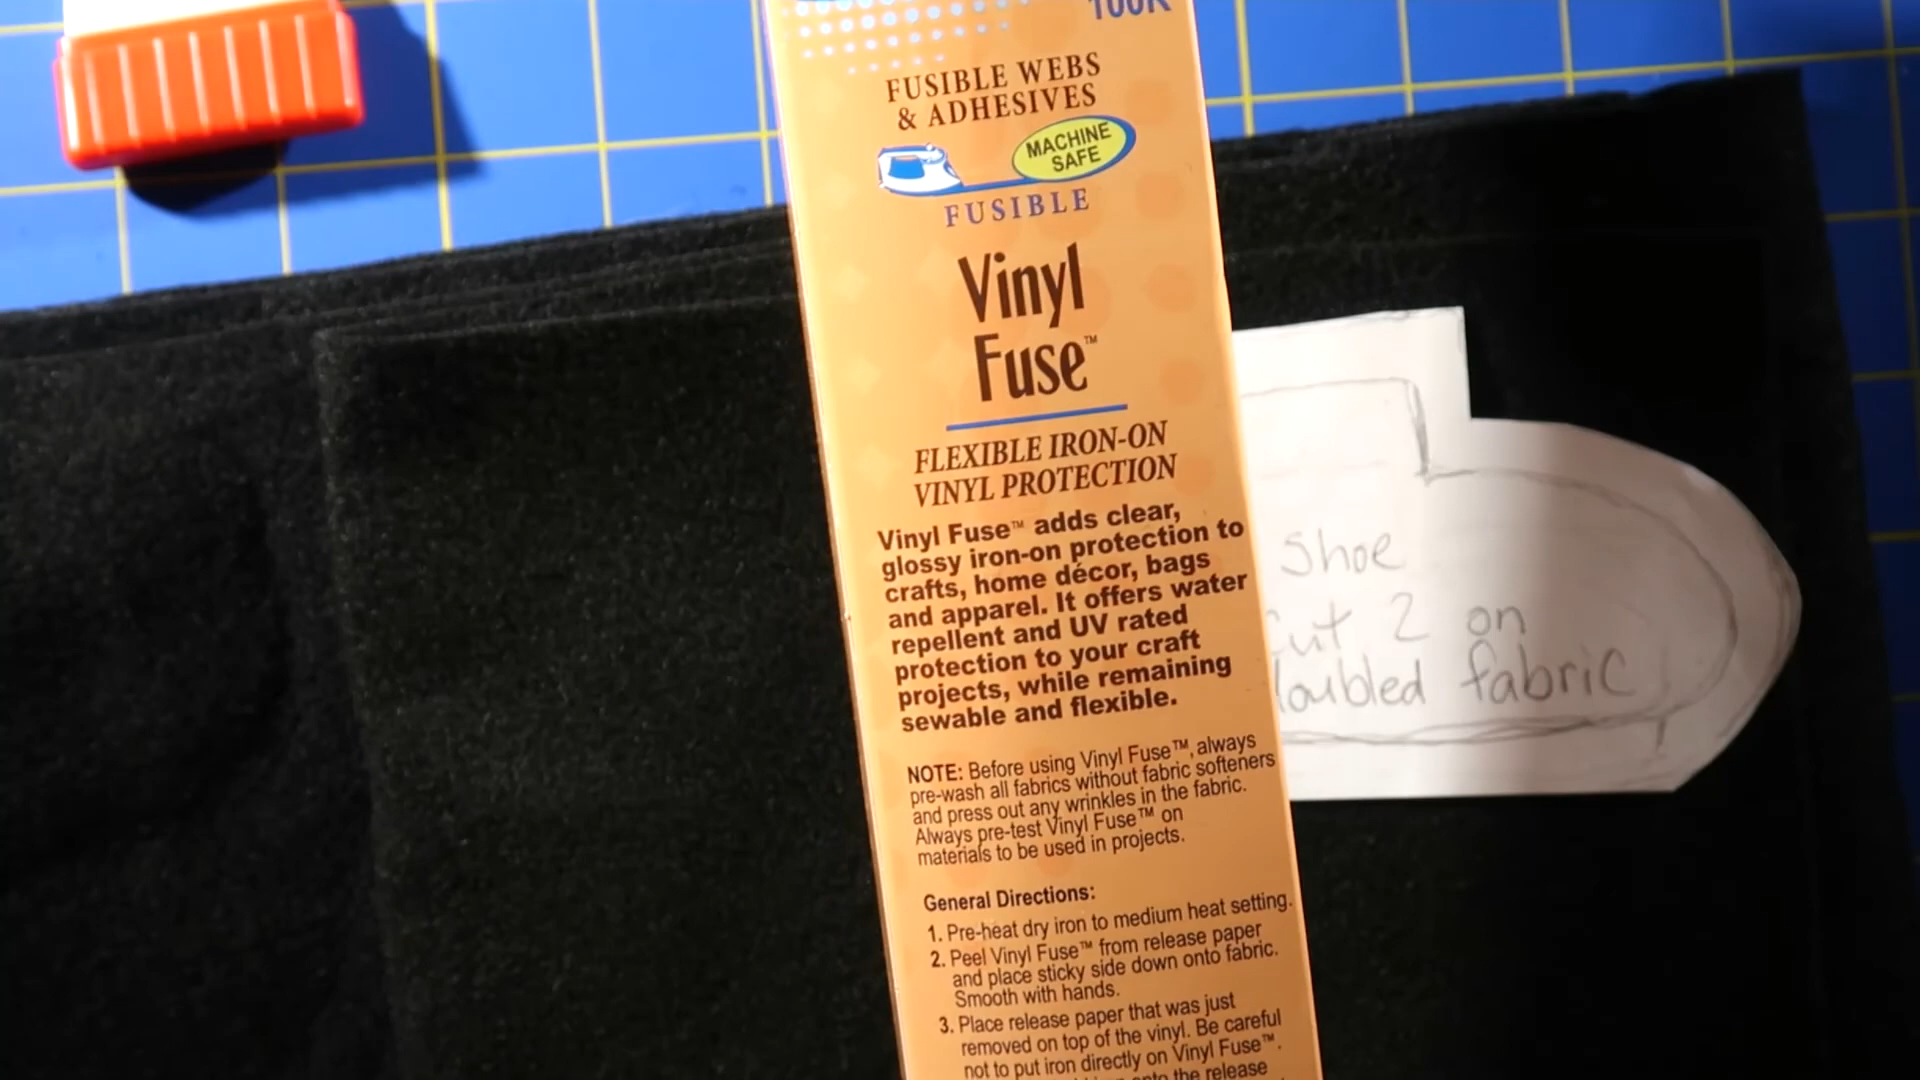 100%
FUSIBLE WEBS
& ADHESIVES
MACHINE
SAFE
FUSIBLE
Vinyl
Fuse™
FLEXIBLE IRON-ON
VINYL PROTECTION
Vinyl Fuse™ adds clear,
glossy iron-on protection to
crafts, home décor, bags
and apparel. It offers water
repellent and UV rated
protection to your craft
projects, while remaining
sewable and flexible.
NOTE: Before using Vinyl Fuse™, always
pre-wash all fabrics without fabric softeners
and press out any wrinkles in the fabric.
Always pre-test Vinyl Fuse™ on
materials to be used in projects.
General Directions:
1. Pre-heat dry iron to medium heat setting.
2. Peel Vinyl Fuse™ from release paper
and place sticky side down onto fabric.
Smooth with hands.
3. Place release paper that was just
removed on top of the vinyl. Be careful
not to put iron directly on Vinyl Fuse™.
onto the release
Shoe
Cut 2 on
doubled fabric